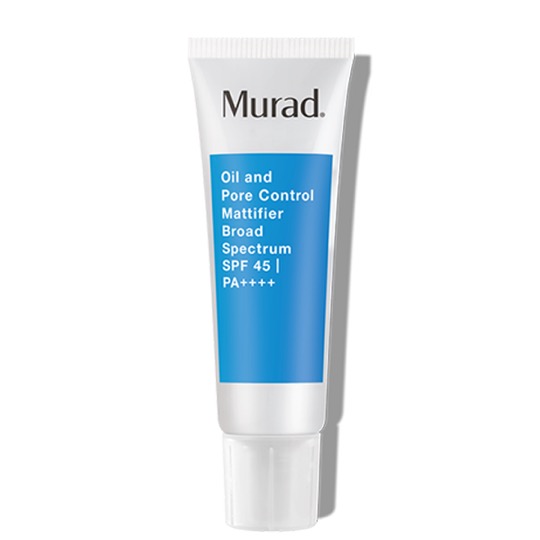 Murad.
Oil and
Pore Control
Mattifier
Broad
Spectrum
SPF 45 |
PA++++